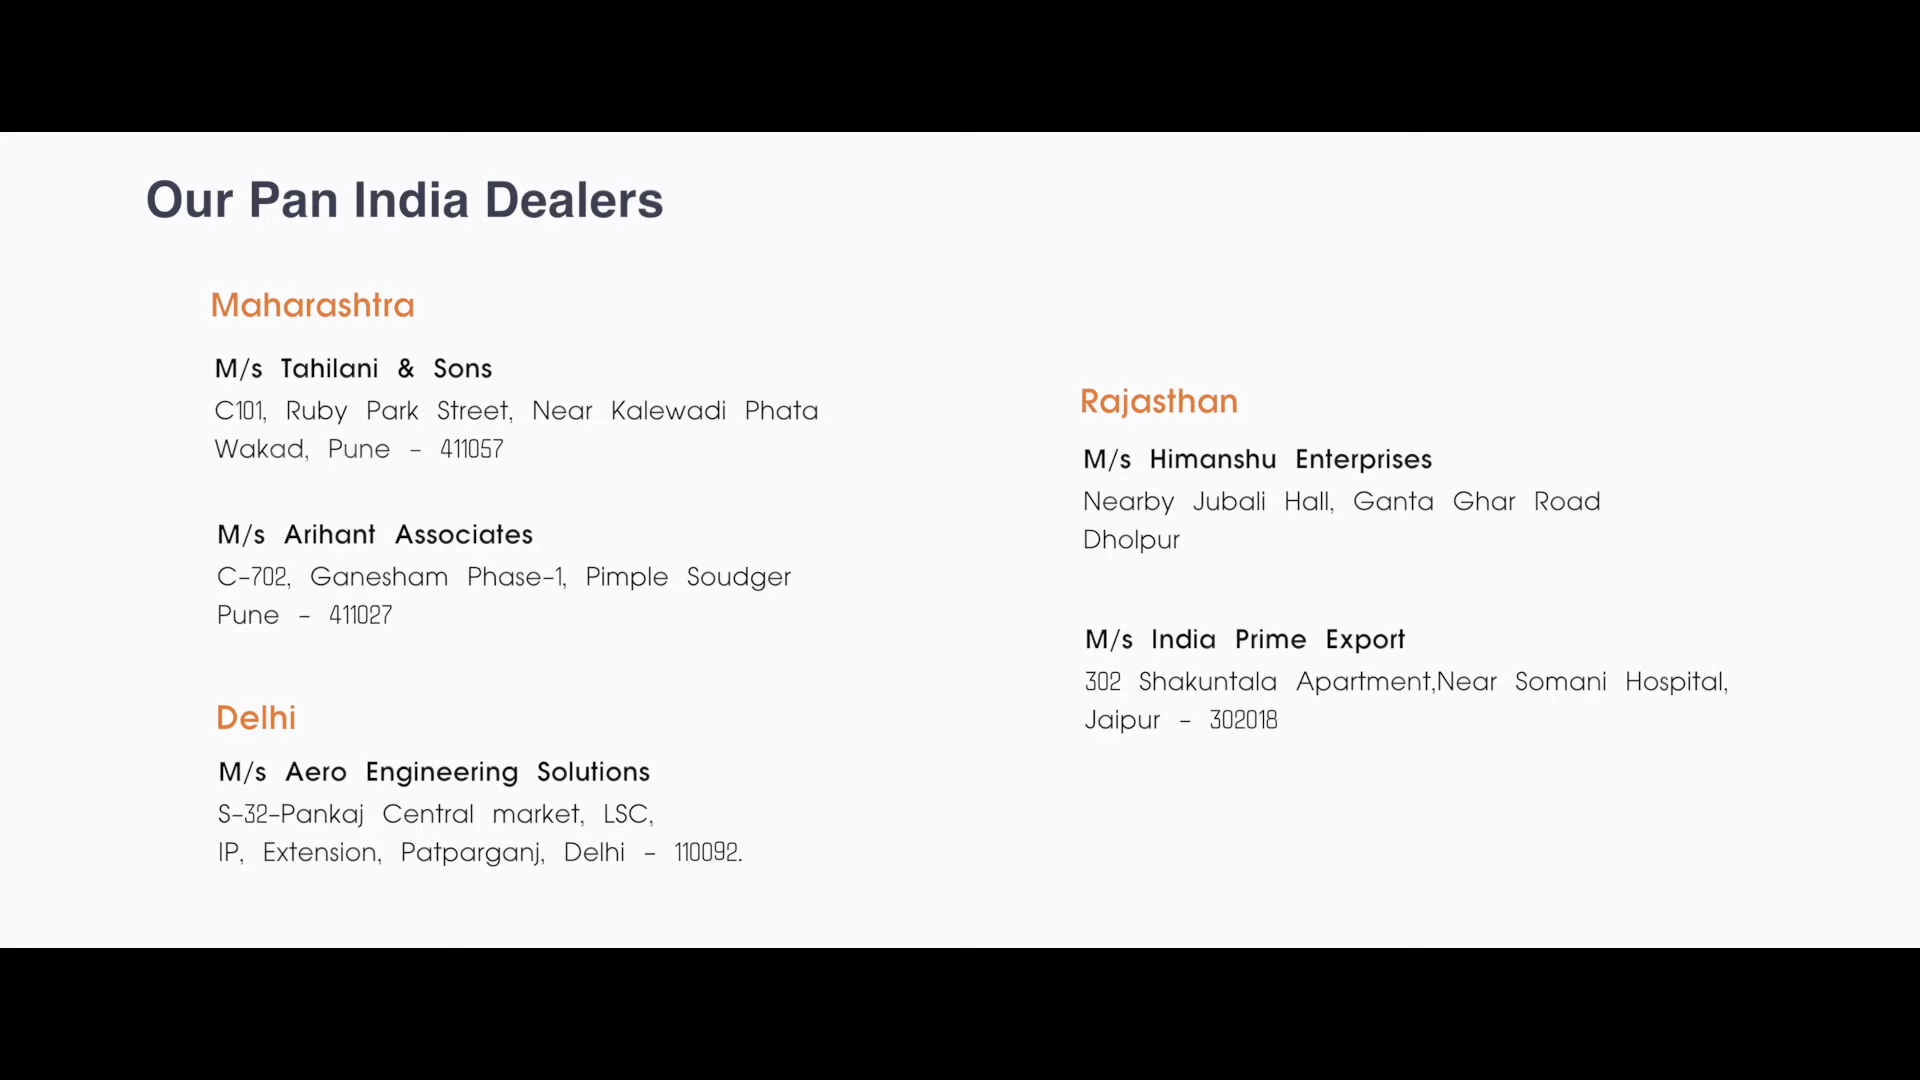 Our Pan India Dealers
Maharashtra
M/s Tahilani & Sons
C101, Ruby Park Street, Near Kalewadi Phata
Wakad, Pune - 411057
M/s Arihant Associates
C-702, Ganesham Phase-1, Pimple Soudger
Pune - 411027
Delhi
M/s Aero Engineering Solutions
S-32-Pankaj Central market, LSC,
IP, Extension, Patparganj, Delhi - 110092.
Rajasthan
M/s Himanshu Enterprises
Nearby Jubali Hall, Ganta Ghar Road
Dholpur
M/s India Prime Export
302 Shakuntala Apartment,Near Somani Hospital,
Jaipur - 302018